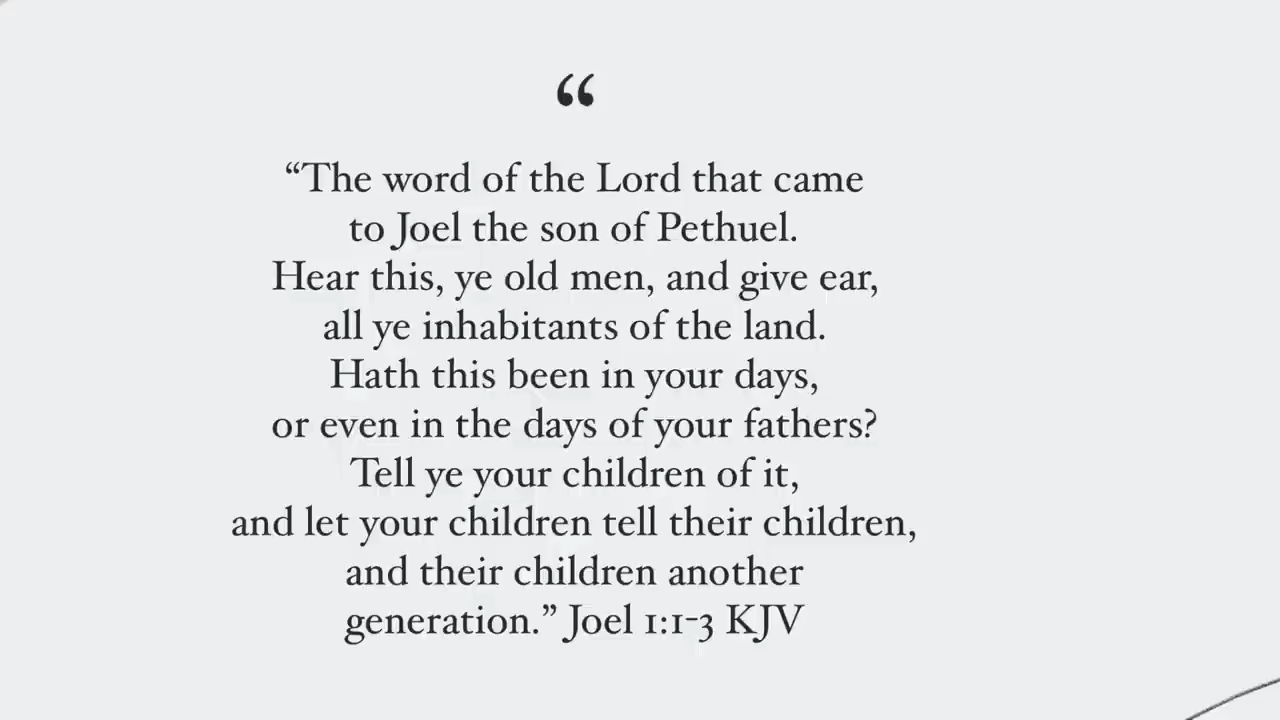 “
“The word of the Lord that came
to Joel the son of Pethuel.
Hear this, ye old men, and give ear,
all ye inhabitants of the land.
Hath this been in your days,
or even in the days of your fathers?
Tell ye your children of it,
and let your children tell their children,
and their children another
generation.” Joel 1:1-3 KJV